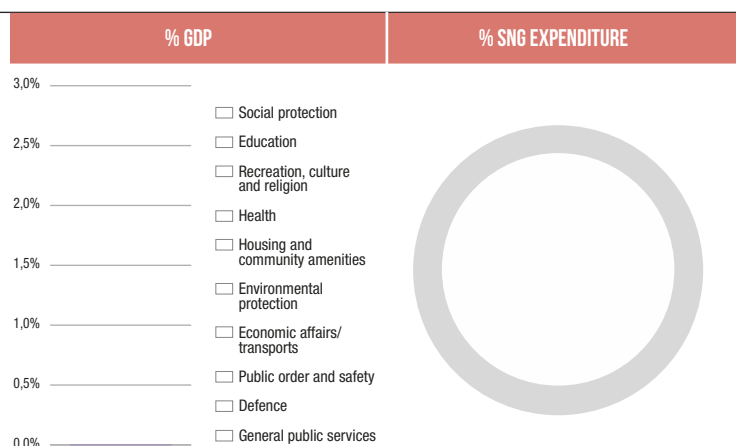 % GDP
% SNG EXPENDITURE
3,0%
2,5%
2,0%
1,5%
1,0%
0,5%
0,0%
Social protection
Education
Recreation, culture
and religion
Health
Housing and
community amenities
Environmental
protection
Economic affairs/
transports
Public order and safety
Defence
General public services